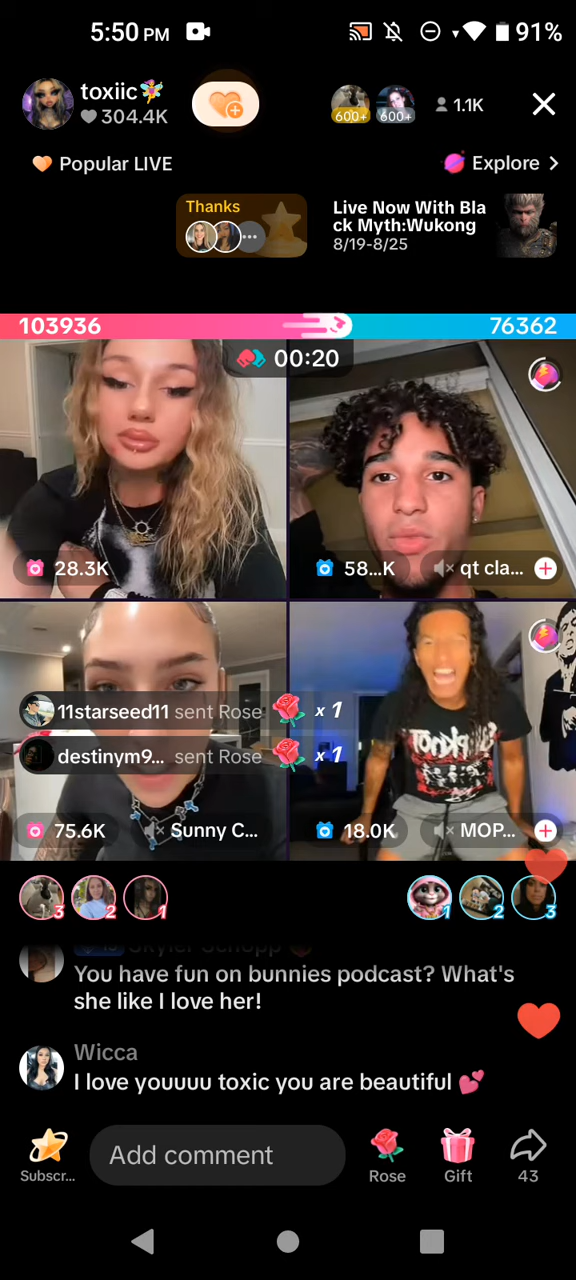 5:50 PM
91%
toxiic🧚
304.4K
600+
600+
1.1K
Popular LIVE
Explore >
Thanks
Live Now With Bla
ck Myth:Wukong
8/19-8/25
103936
76362
00:20
28.3K
58...K
qt cla...
11starseed11 sent Rose x 1
destinym9... sent Rose x 1
75.6K
Sunny C...
18.0K
MOP...
3
2
1
1
2
3
You have fun on bunnies podcast? What's
she like I love her!
Wicca
I love youuuu toxic you are beautiful 💕
Subscr...
Add comment
Rose
Gift
43